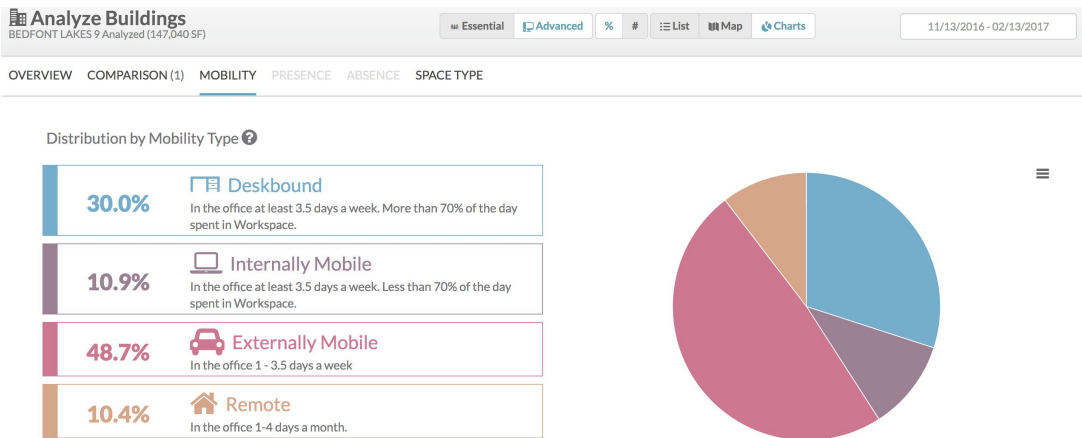 Analyze Buildings
BEDFONT LAKES 9 Analyzed (147,040 SF)
Essential Advanced % # List Map Charts 11/13/2016 - 02/13/2017
OVERVIEW COMPARISON (1) MOBILITY PRESENCE ABSENCE SPACE TYPE
Distribution by Mobility Type ?
30.0%
Deskbound
In the office at least 3.5 days a week. More than 70% of the day
spent in Workspace.
10.9%
Internally Mobile
In the office at least 3.5 days a week. Less than 70% of the day
spent in Workspace.
48.7%
Externally Mobile
In the office 1 - 3.5 days a week
10.4%
Remote
In the office 1-4 days a month.